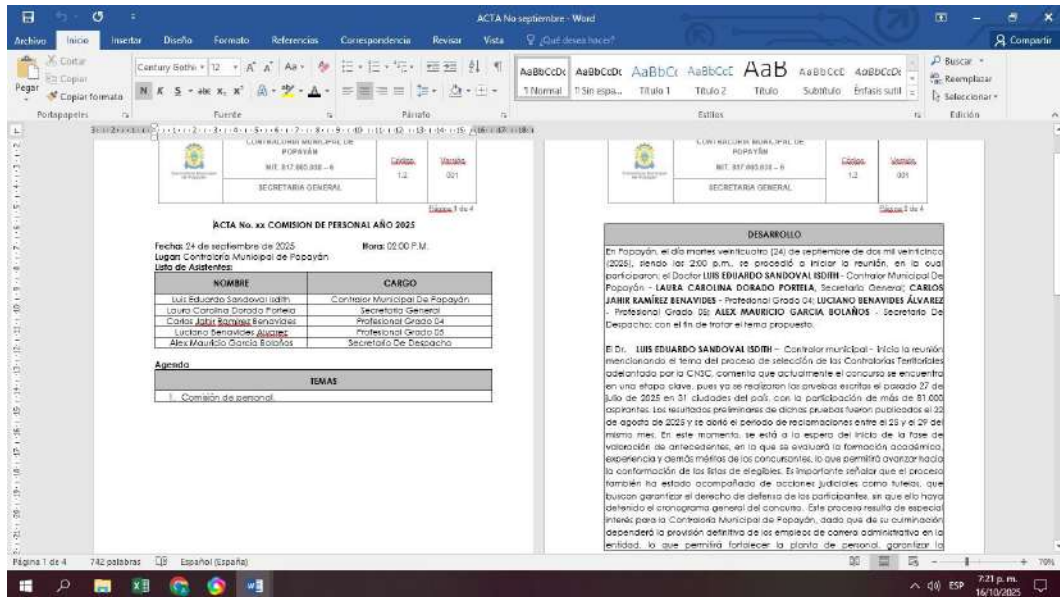 ACTA No septiembre - Word
Archivo Inicio Insertar Diseño Formato Referencias Correspondencia Revisar Vista ¿Qué desea hacer? Compartir
Pegar
Cortar
Copiar
Copiar formato
Portapapeles
Century Gothi 12
N K S abc
Fuente
Párrafo
AaBbCcDc AaBbCcDc AaBbCc AaBbCcC AaB AaBbCcC AaBbCcDc
¶ Normal ¶ Sin espa... Título 1 Título 2 Título Subtítulo Énfasis sutil
Estilos
Buscar
Reemplazar
Seleccionar
Edición
CONTRALORIA MUNICIPAL DE
POPAYÁN
NIT. 817.005.028 – 6
SECRETARIA GENERAL
Código
1.2
Versión
001
Página 1 de 4
ACTA No. xx COMISION DE PERSONAL AÑO 2025
Fecha: 24 de septiembre de 2025 Hora: 02:00 P.M.
Lugar: Contraloría Municipal de Popayán
Lista de Asistentes:
NOMBRE CARGO
Luis Eduardo Sandoval Isdith Contralor Municipal De Popayán
Laura Carolina Dorado Portela Secretaria General
Carlos Jahir Ramírez Benavides Profesional Grado 04
Luciano Benavides Álvarez Profesional Grado 05
Alex Mauricio García Bolaños Secretario De Despacho
Agenda
TEMAS
1. Comisión de personal.
CONTRALORIA MUNICIPAL DE
POPAYÁN
SECRETARIA GENERAL
Código
1.2
Versión
001
Página 2 de 4
DESARROLLO
En Popayán, el día martes veinticuatro (24) de septiembre de dos mil veinticinco
(2025), siendo las 2:00 p.m., se procedió a iniciar la reunión, en la cual
participaron: el Doctor LUIS EDUARDO SANDOVAL ISDITH - Contralor Municipal De
Popayán - LAURA CAROLINA DORADO PORTELA, Secretaria General; CARLOS
JAHIR RAMÍREZ BENAVIDES - Profesional Grado 04; LUCIANO BENAVIDES ÁLVAREZ
- Profesional Grado 05; ALEX MAURICIO GARCIA BOLAÑOS - Secretario De
Despacho; con el fin de tratar el tema propuesto.
El Dr. LUIS EDUARDO SANDOVAL ISDITH – Contralor municipal - inicia la reunión
mencionando el tema del proceso de selección de las Contralorías Territoriales
adelantado por la CNSC, comenta que actualmente el concurso se encuentra
en una etapa clave, pues ya se realizaron las pruebas escritas el pasado 27 de
julio de 2025 en 31 ciudades del país, con la participación de más de 81.000
aspirantes. Los resultados preliminares de dichas pruebas fueron publicados el 22
de agosto de 2025 y se abrió el periodo de reclamaciones entre el 25 y el 29 del
mismo mes. En este momento, se está a la espera del inicio de la fase de
valoración de antecedentes, en la que se evaluará la formación académica,
experiencia y demás méritos de los concursantes, lo que permitirá avanzar hacia
la conformación de las listas de elegibles. Es importante señalar que el proceso
también ha estado acompañado de acciones judiciales como tutelas, que
buscan garantizar el derecho de defensa de los participantes, sin que ello haya
detenido el cronograma general del concurso. Este proceso resulta de especial
interés para la Contraloría Municipal de Popayán, dado que de su culminación
dependerá la provisión definitiva de los empleos de carrera administrativa en la
entidad, lo que permitirá fortalecer la planta de personal, garantizar la
Página 1 de 4 742 palabras Español (España) 70%
ESP 7:21 p. m.
16/10/2025